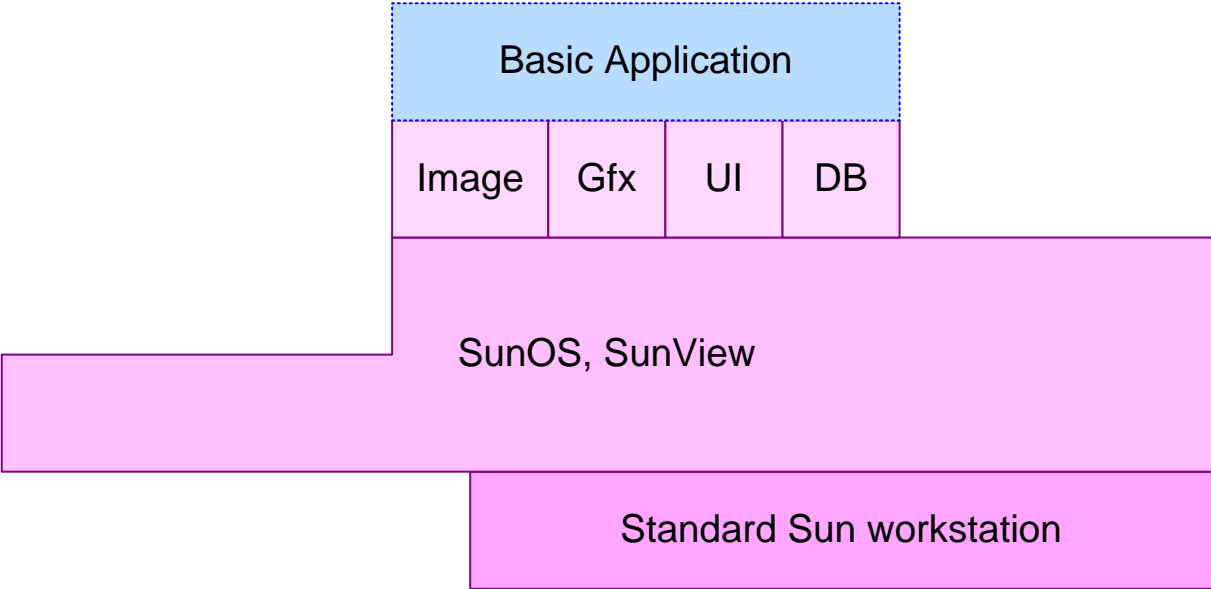 Basic Application
Image Gfx UI DB
SunOS, SunView
Standard Sun workstation